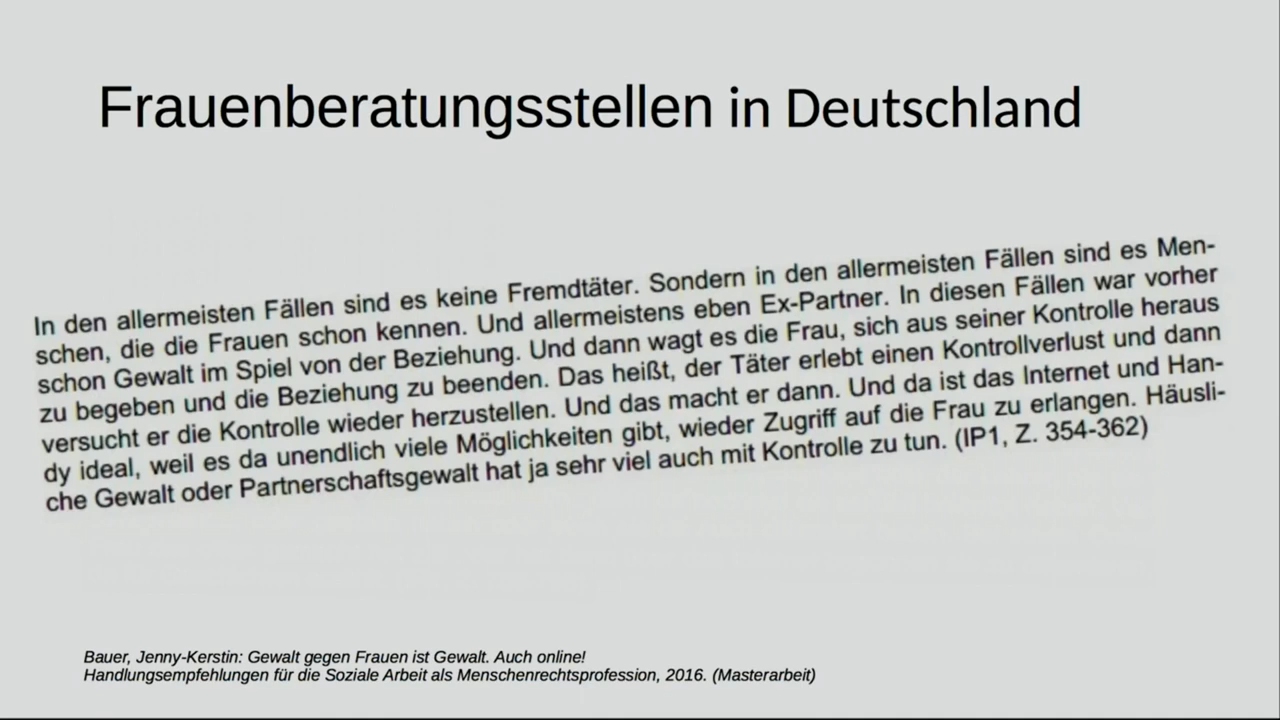 Frauenberatungsstellen in Deutschland
In den allermeisten Fällen sind es keine Fremdtäter. Sondern in den allermeisten Fällen sind es Men-
schen, die die Frauen schon kennen. Und allermeistens eben Ex-Partner. In diesen Fällen war vorher
schon Gewalt im Spiel von der Beziehung. Und dann wagt es die Frau, sich aus seiner Kontrolle heraus
zu begeben und die Beziehung zu beenden. Das heißt, der Täter erlebt einen Kontrollverlust und dann
versucht er die Kontrolle wieder herzustellen. Und das macht er dann. Und da ist das Internet und Han-
dy ideal, weil es da unendlich viele Möglichkeiten gibt, wieder Zugriff auf die Frau zu erlangen. Häusli-
che Gewalt oder Partnerschaftsgewalt hat ja sehr viel auch mit Kontrolle zu tun. (IP1, Z. 354-362)
Bauer, Jenny-Kerstin: Gewalt gegen Frauen ist Gewalt. Auch online!
Handlungsempfehlungen für die Soziale Arbeit als Menschenrechtsprofession, 2016. (Masterarbeit)